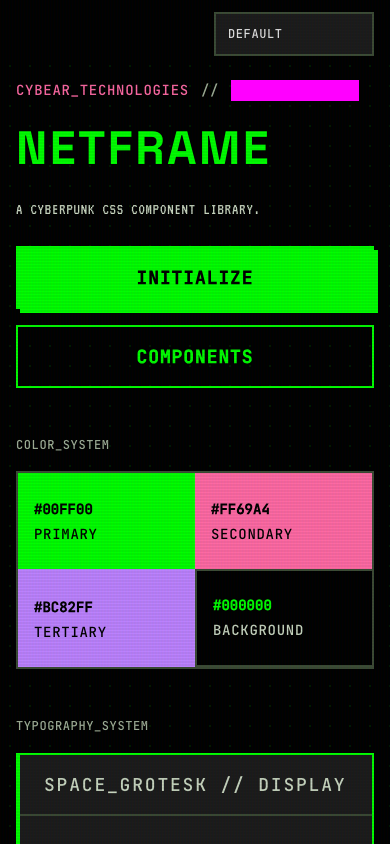 DEFAULT
CYBEAR_TECHNOLOGIES //
NETFRAME
A CYBERPUNK CSS COMPONENT LIBRARY.
INITIALIZE
COMPONENTS
COLOR_SYSTEM
#00FF00
PRIMARY
#FF69A4
SECONDARY
#BC82FF
TERTIARY
#000000
BACKGROUND
TYPOGRAPHY_SYSTEM
SPACE_GROTESK // DISPLAY